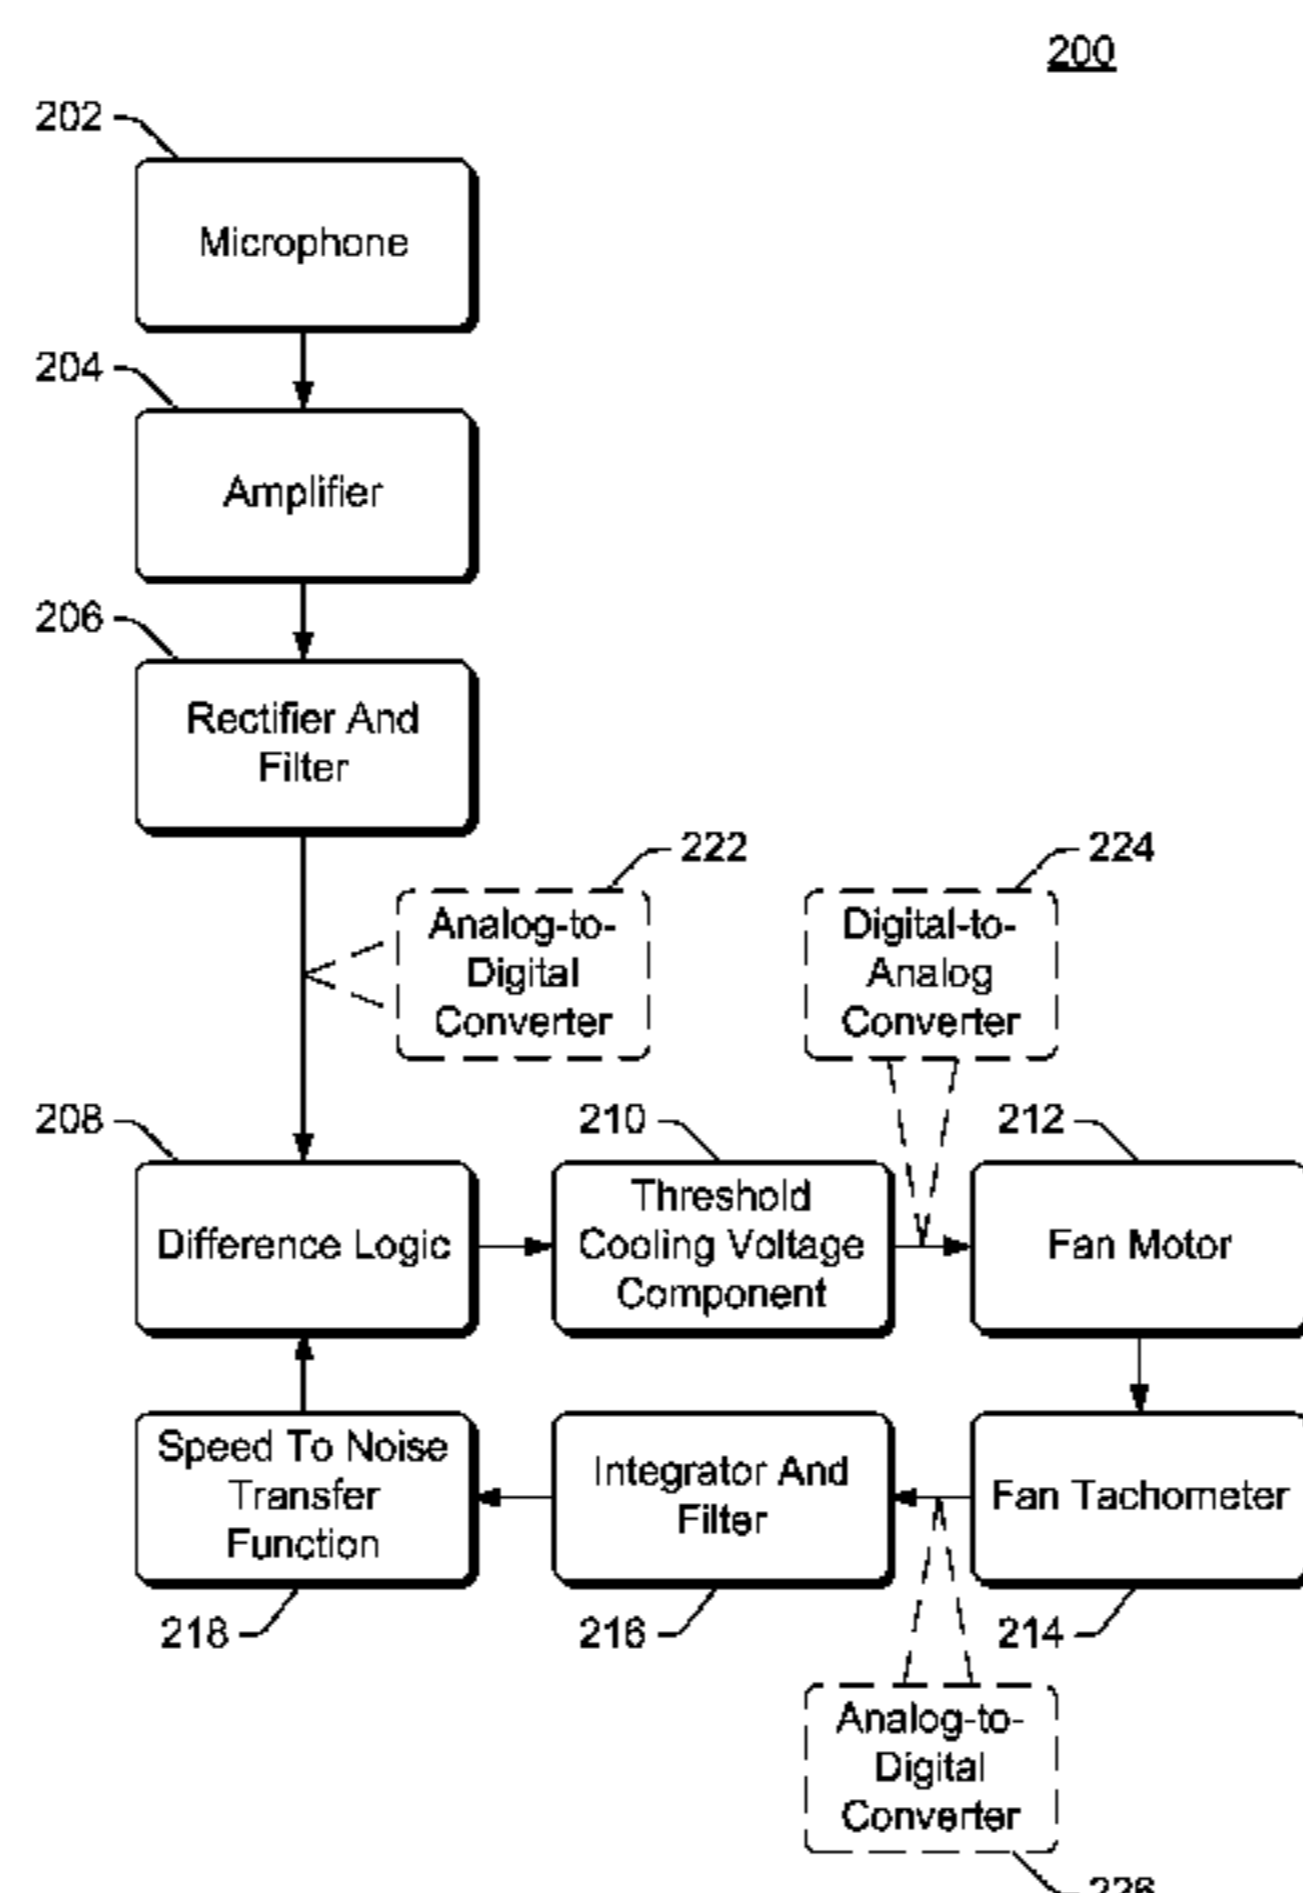 200
202
Microphone
204
Amplifier
206
Rectifier And
Filter
222
Analog-to-
Digital
Converter
224
Digital-to-
Analog
Converter
208
Difference Logic
210
Threshold
Cooling Voltage
Component
212
Fan Motor
Speed To Noise
Transfer
Function
218
Integrator And
Filter
216
Fan Tachometer
214
Analog-to-
Digital
Converter
226